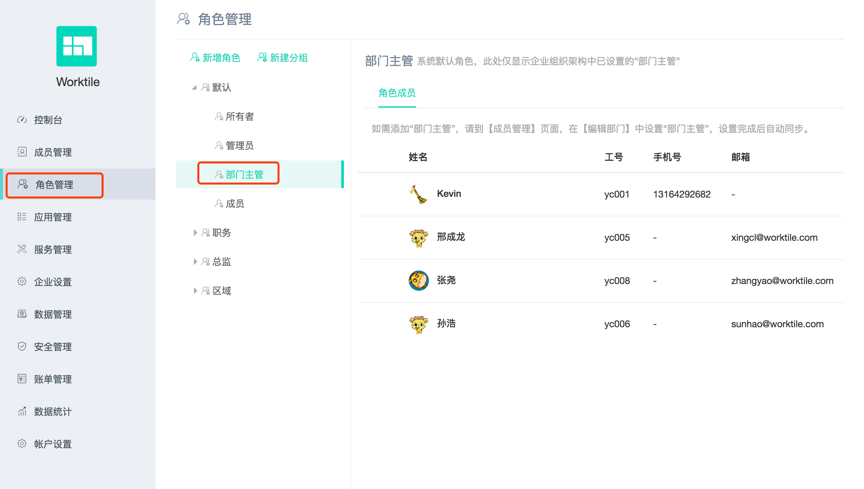 Worktile
控制台
成员管理
角色管理
应用管理
服务管理
企业设置
数据管理
安全管理
账单管理
数据统计
帐户设置
角色管理
新增角色 新建分组
默认
所有者
管理员
部门主管
成员
职务
总监
区域
部门主管 系统默认角色，此处仅显示企业组织架构中已设置的“部门主管”
角色成员
如需添加“部门主管”，请到【成员管理】页面，在【编辑部门】中设置“部门主管”，设置完成后自动同步。
姓名 工号 手机号 邮箱
Kevin yc001 13164292682 -
邢成龙 yc005 - xingcl@worktile.com
张尧 yc008 - zhangyao@worktile.com
孙浩 yc006 - sunhao@worktile.com